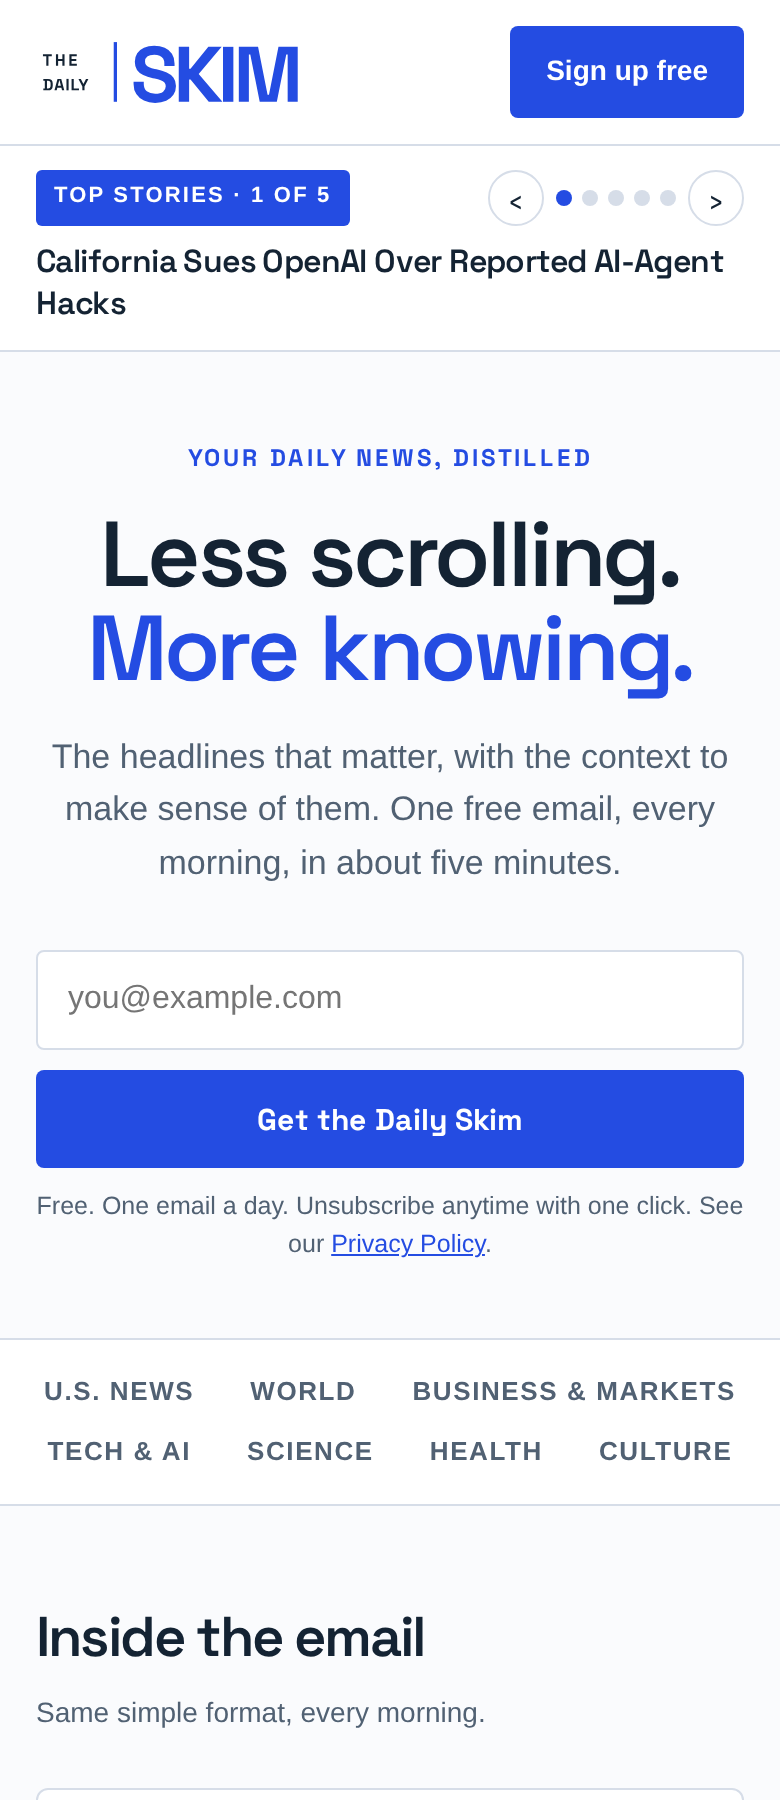 THE
DAILY
SKIM
Sign up free
TOP STORIES · 1 OF 5
<
>
California Sues OpenAI Over Reported AI-Agent
Hacks
YOUR DAILY NEWS, DISTILLED
Less scrolling.
More knowing.
The headlines that matter, with the context to
make sense of them. One free email, every
morning, in about five minutes.
you@example.com
Get the Daily Skim
Free. One email a day. Unsubscribe anytime with one click. See
our Privacy Policy.
U.S. NEWS WORLD BUSINESS & MARKETS
TECH & AI SCIENCE HEALTH CULTURE
Inside the email
Same simple format, every morning.